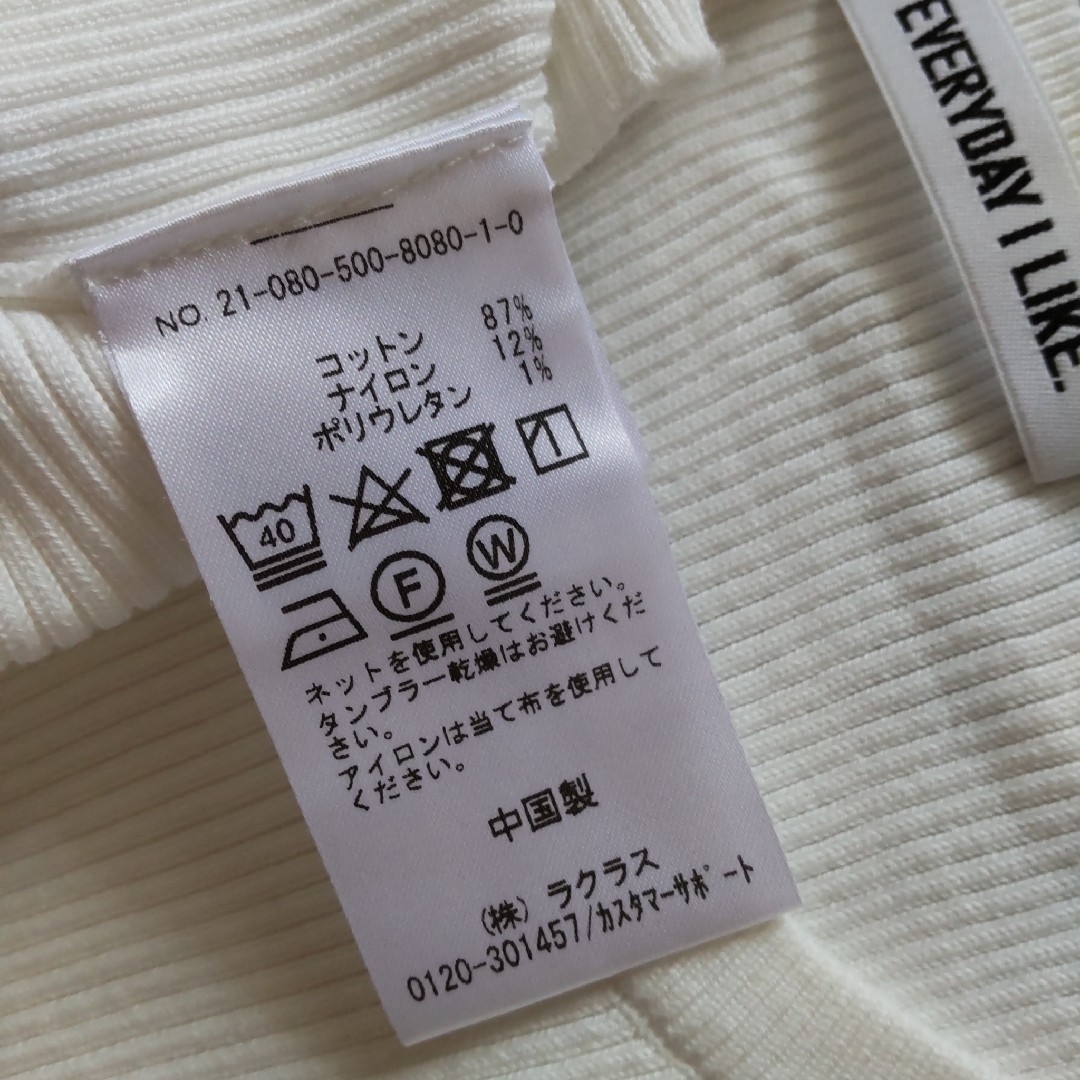 EVERYDAY I LIKE.
NO. 21-080-500-8080-1-0
コットン 87%
ナイロン 12%
ポリウレタン 1%
40
F
W
ネットを使用してください。
タンブラー乾燥はお避けくだ
さい。
アイロンは当て布を使用して
ください。
中国製
(株) ラクラス
0120-301457/カスタマーサポート